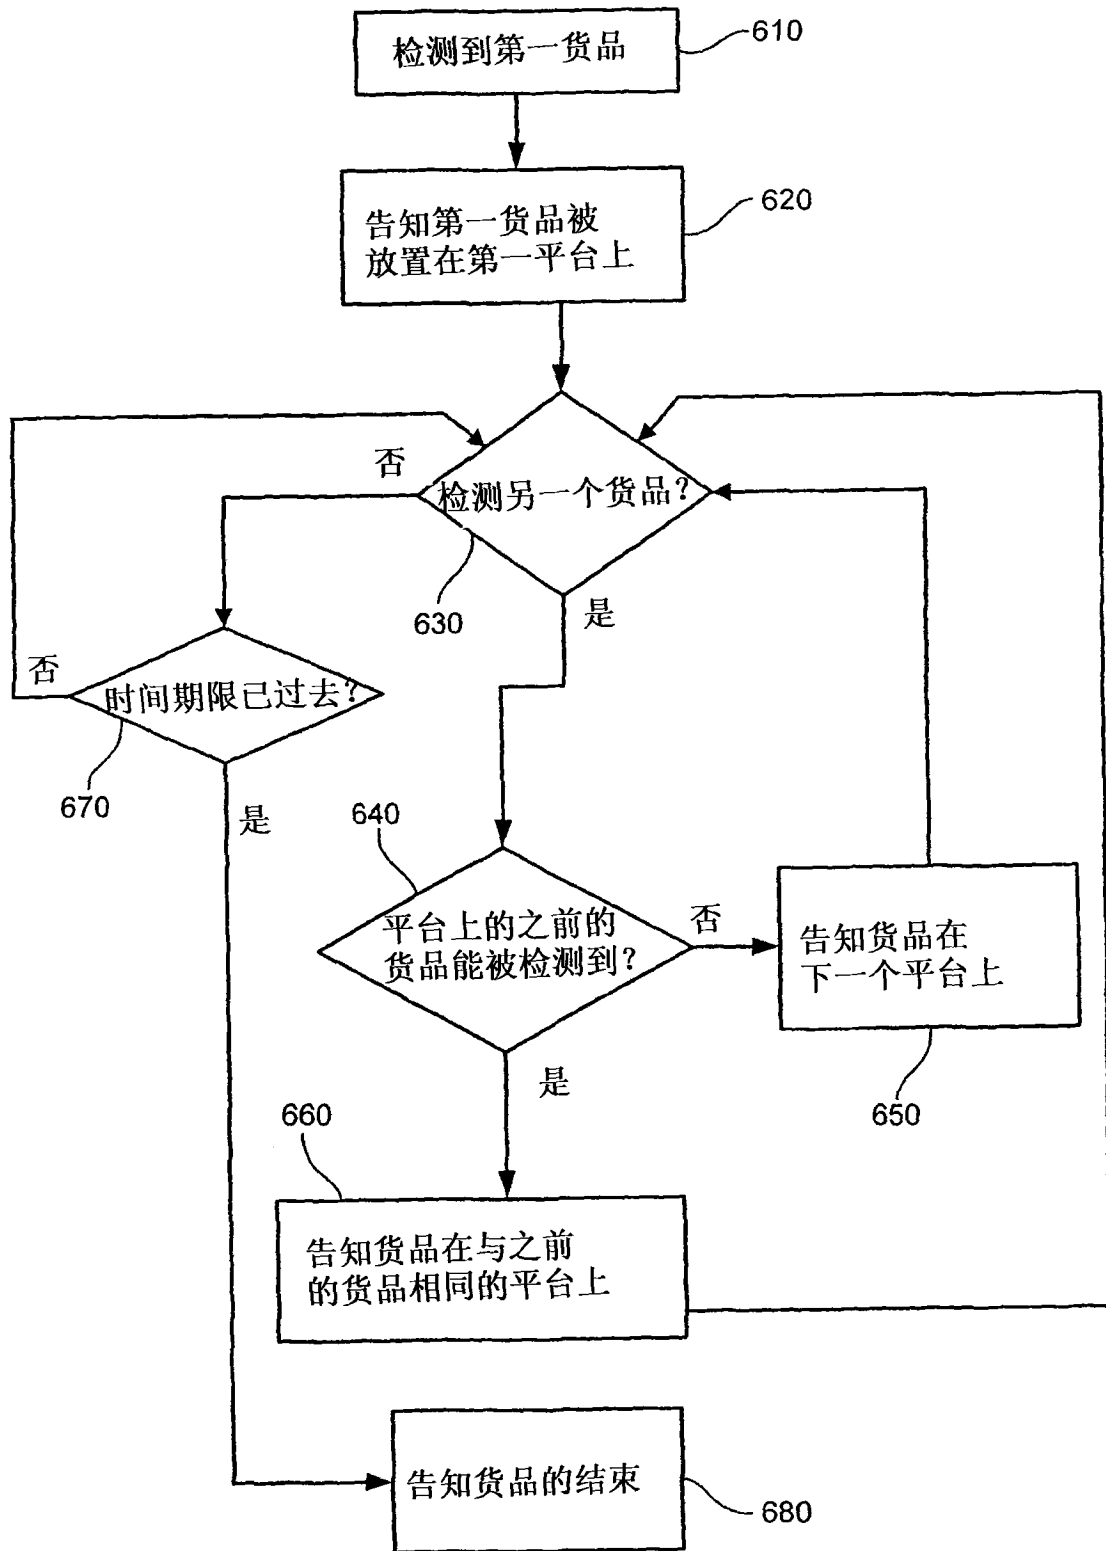 检测到第一货品
610
告知第一货品被
放置在第一平台上
620
检测另一个货品?
否
630
是
时间期限已过去?
否
670
是
640
平台上的之前的
货品能被检测到?
否
告知货品在
下一个平台上
650
是
660
告知货品在与之前
的货品相同的平台上
告知货品的结束
680